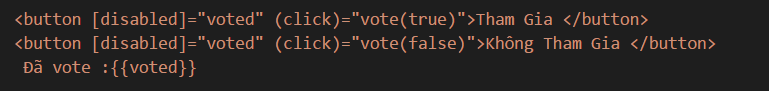 <button [disabled]="voted" (click)="vote(true)">Tham Gia </button>
<button [disabled]="voted" (click)="vote(false)">Không Tham Gia </button>
Đã vote :{{voted}}